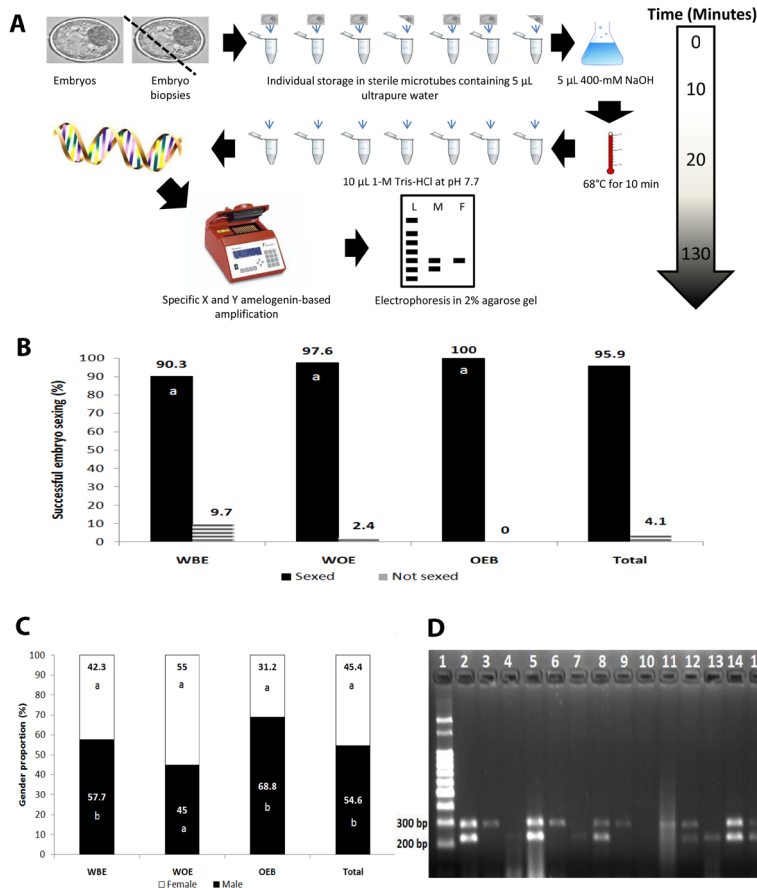 A
Time (Minutes)
0
10
20
130
Embryos
Embryo
biopsies
Individual storage in sterile microtubes containing 5 µL
ultrapure water
5 µL 400-mM NaOH
10 µL 1-M Tris-HCl at pH 7.7
68°C for 10 min
L M F
Specific X and Y amelogenin-based
amplification
Electrophoresis in 2% agarose gel
B
Successful embryo sexing (%)
100
90
80
70
60
50
40
30
20
10
0
90.3
a
9.7
97.6
a
2.4
100
a
0
95.9
4.1
WBE WOE OEB Total
Sexed Not sexed
C
Gender proportion (%)
100
90
80
70
60
50
40
30
20
10
0
42.3 55 31.2 45.4
a a a a
57.7 45 68.8 54.6
b a b b
WBE WOE OEB Total
Female Male
D
1 2 3 4 5 6 7 8 9 10 11 12 13 14 1
300 bp
200 bp